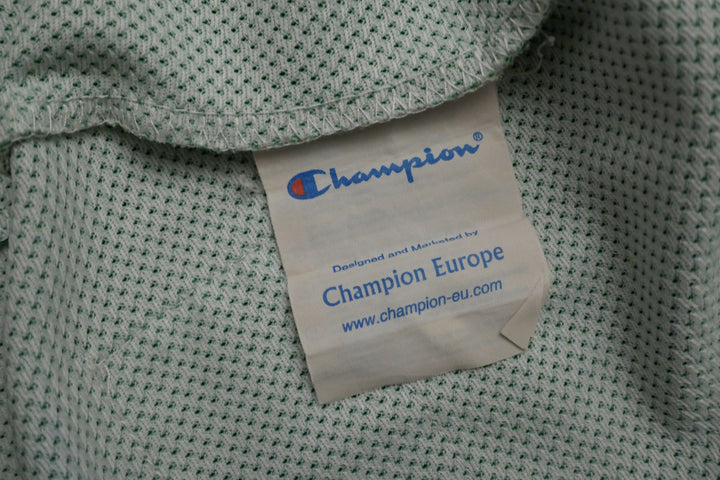 Champion®
Designed and Marketed by
Champion Europe
www.champion-eu.com